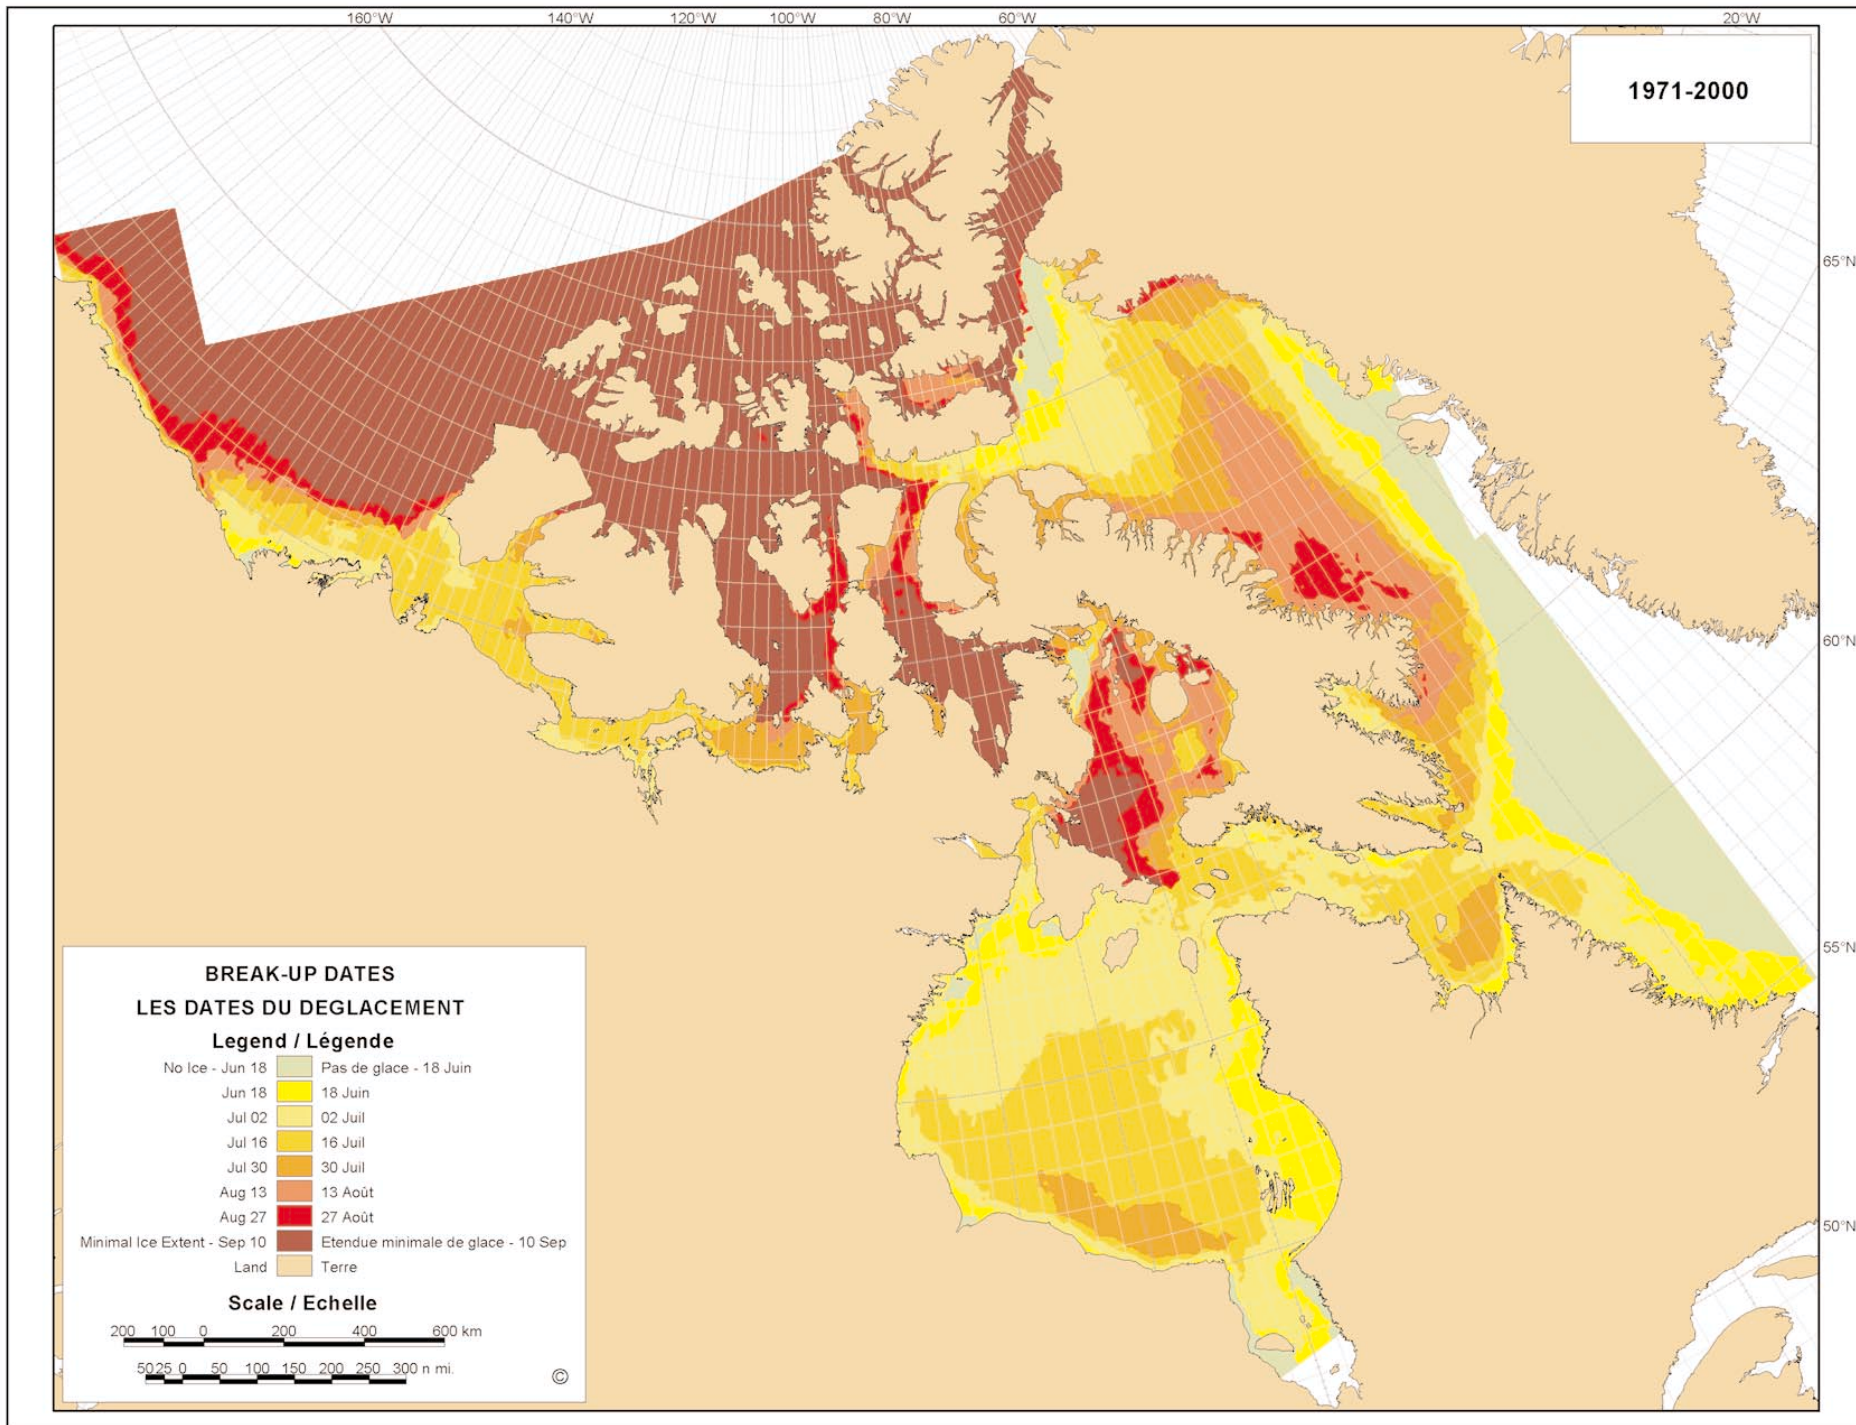 160°W 140°W 120°W 100°W 80°W 60°W 20°W
1971-2000
65°N
60°N
55°N
50°N
BREAK-UP DATES
LES DATES DU DEGLACEMENT
Legend / Légende
No Ice - Jun 18 Pas de glace - 18 Juin
Jun 18 18 Juin
Jul 02 02 Juil
Jul 16 16 Juil
Jul 30 30 Juil
Aug 13 13 Août
Aug 27 27 Août
Minimal Ice Extent - Sep 10 Etendue minimale de glace - 10 Sep
Land Terre
Scale / Echelle
200 100 0 200 400 600 km
50 25 0 50 100 150 200 250 300 n mi.
©